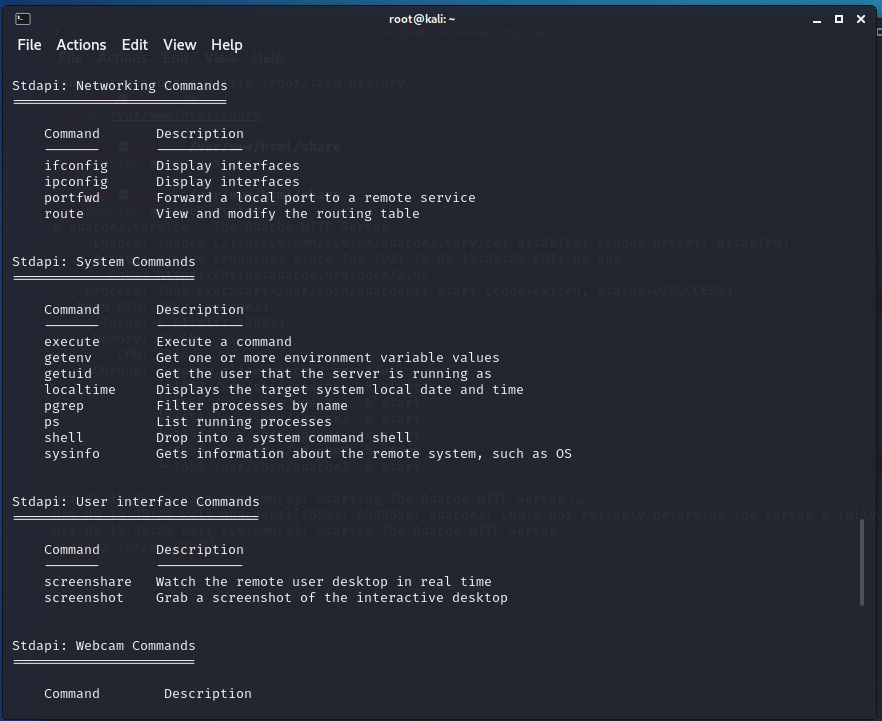 root@kali: ~
File Actions Edit View Help
Stdapi: Networking Commands
===========================
Command Description
------- -----------
ifconfig Display interfaces
ipconfig Display interfaces
portfwd Forward a local port to a remote service
route View and modify the routing table
Stdapi: System Commands
=======================
Command Description
------- -----------
execute Execute a command
getenv Get one or more environment variable values
getuid Get the user that the server is running as
localtime Displays the target system local date and time
pgrep Filter processes by name
ps List running processes
shell Drop into a system command shell
sysinfo Gets information about the remote system, such as OS
Stdapi: User interface Commands
===============================
Command Description
------- -----------
screenshare Watch the remote user desktop in real time
screenshot Grab a screenshot of the interactive desktop
Stdapi: Webcam Commands
=======================
Command Description